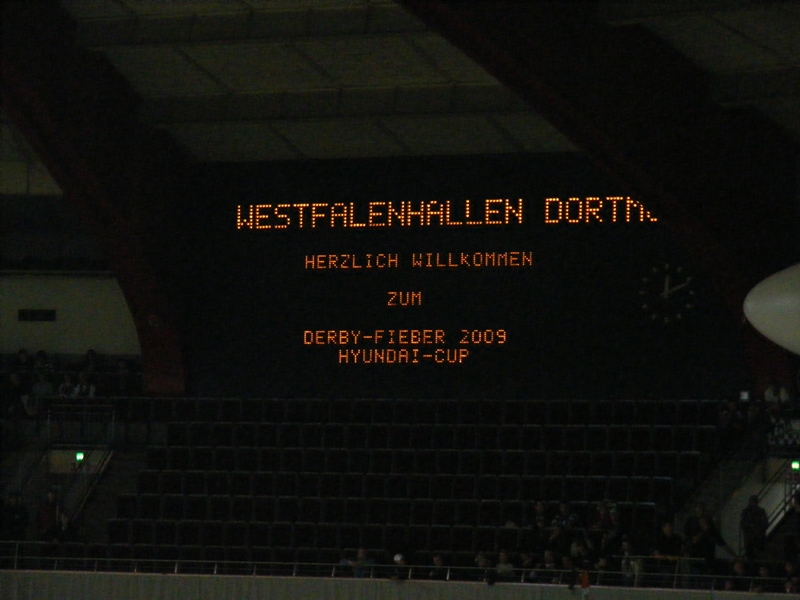 WESTFALENHALLEN DORTM
HERZLICH WILLKOMMEN
ZUM
DERBY-FIEBER 2009
HYUNDAI-CUP